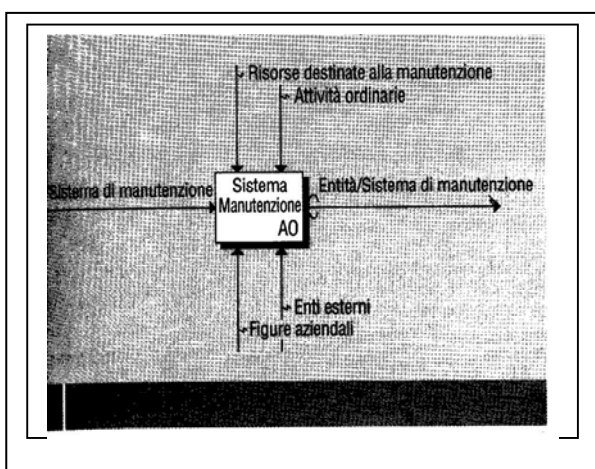 Risorse destinate alla manutenzione
Attività ordinarie
Sistema di manutenzione
Sistema
Manutenzione
A0
Entità/Sistema di manutenzione
Enti esterni
Figure aziendali